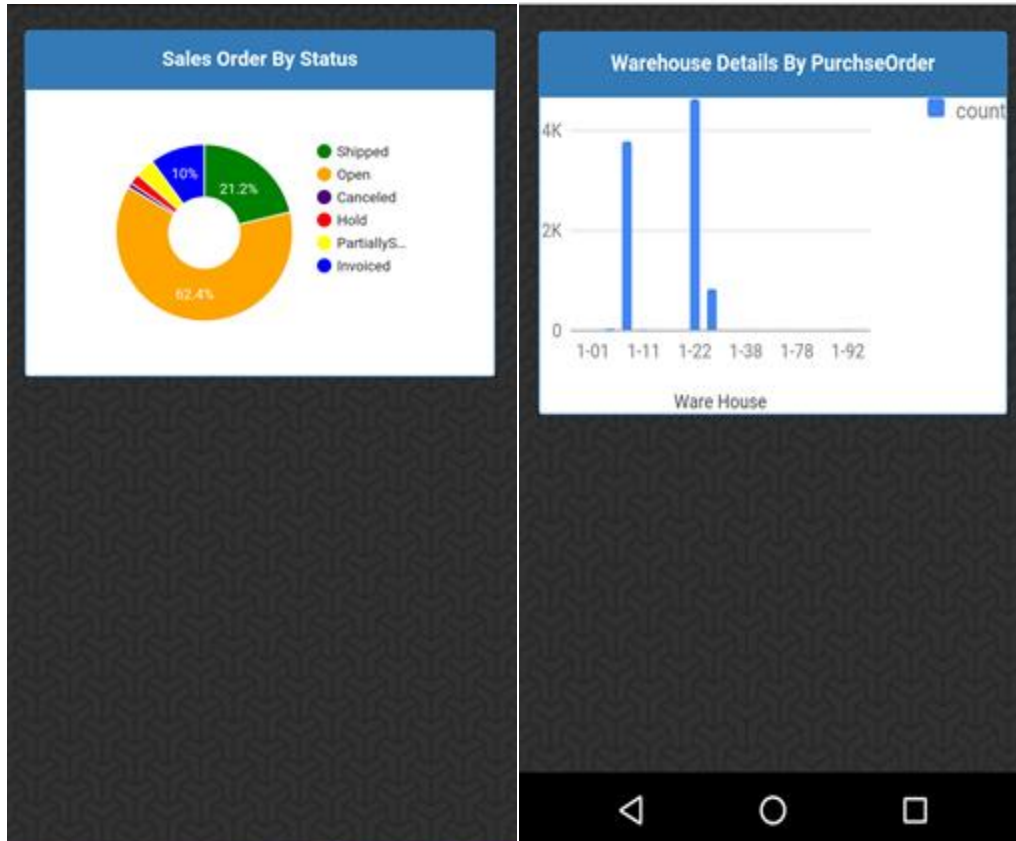 Sales Order By Status
10%
21.2%
62.4%
Shipped
Open
Canceled
Hold
PartiallyS...
Invoiced
Warehouse Details By PurchseOrder
count
4K
2K
0
1-01 1-11 1-22 1-38 1-78 1-92
Ware House